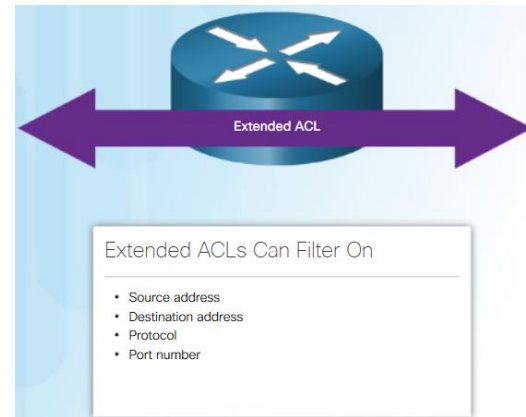 Extended ACL
Extended ACLs Can Filter On
• Source address
• Destination address
• Protocol
• Port number